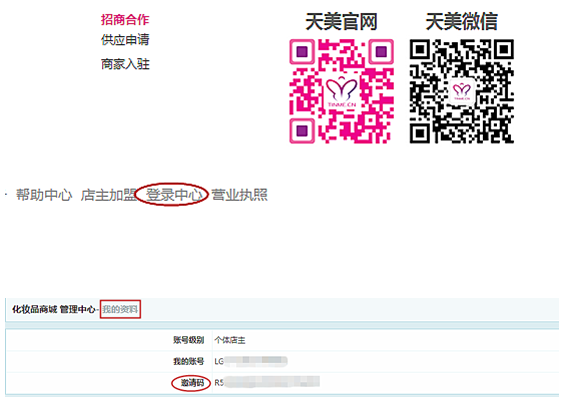 招商合作
供应申请
商家入驻
天美官网 天美微信
TINME.CN
· 帮助中心 店主加盟 登录中心 营业执照
化妆品商城 管理中心-我的资料
账号级别 个体店主
我的账号 LG
邀请码 R5